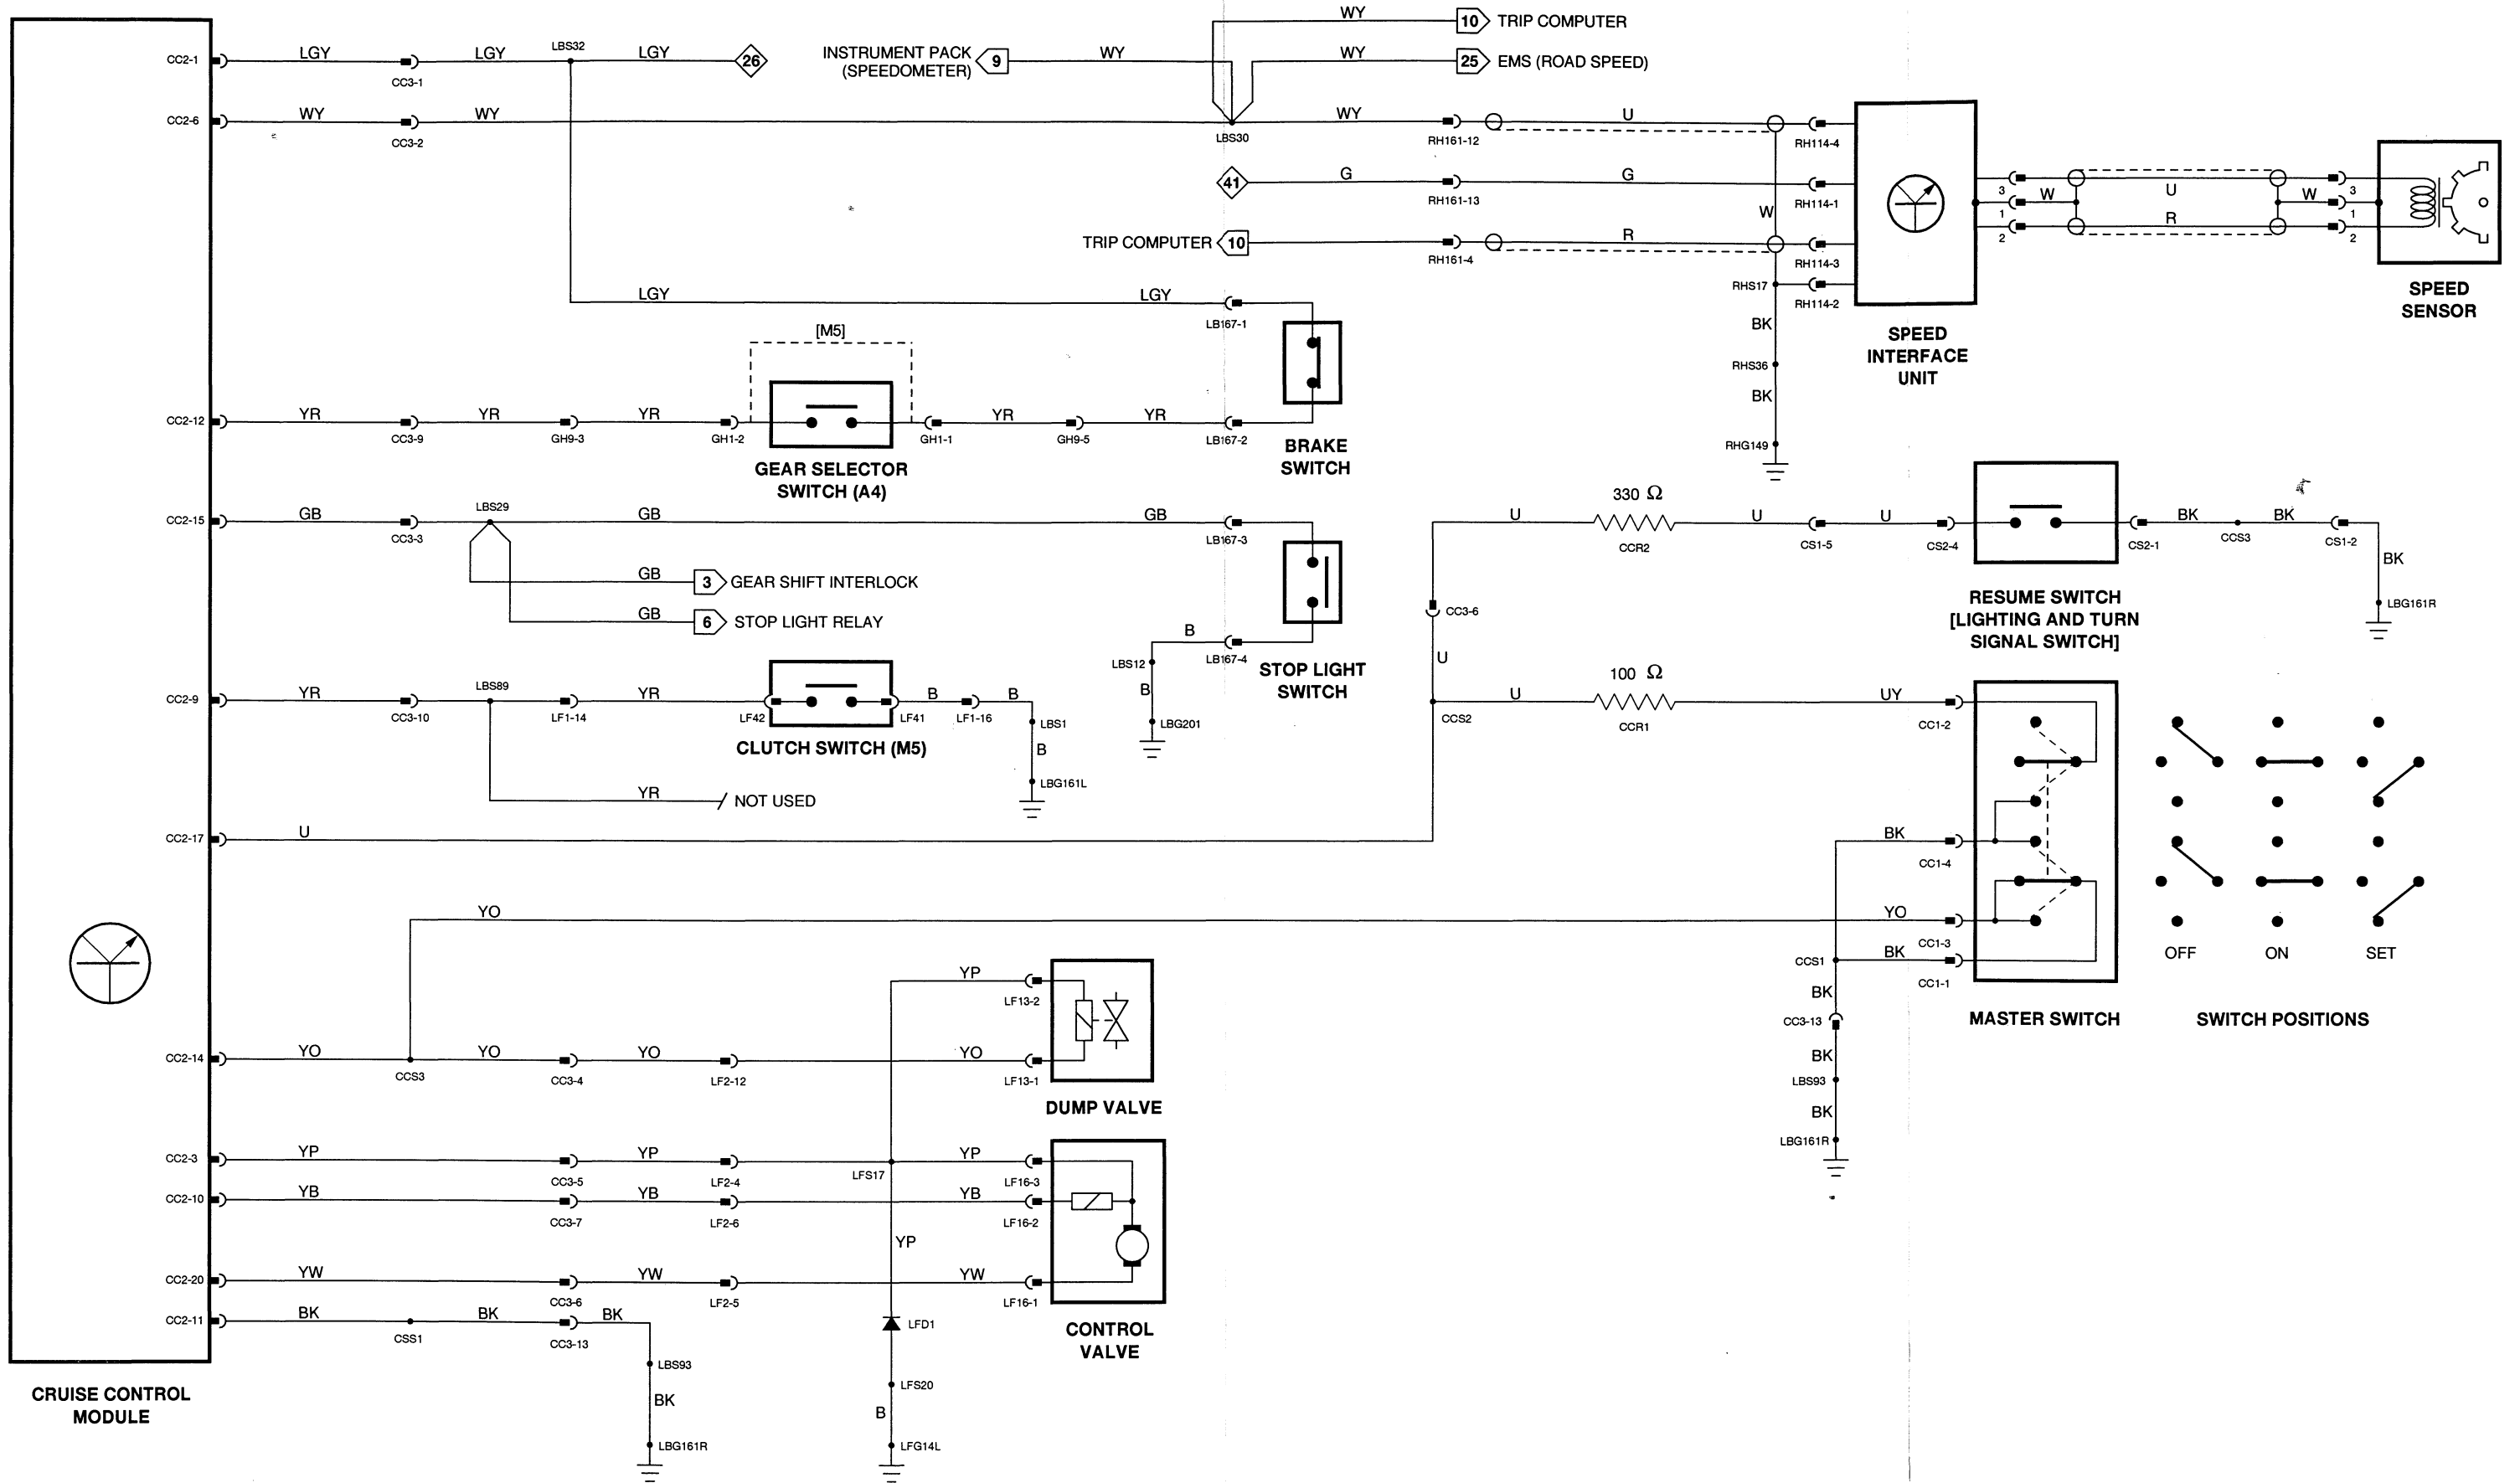 WY
10 TRIP COMPUTER
CC2-1 LGY LGY LBS32 LGY 26
CC3-1
INSTRUMENT PACK
(SPEEDOMETER)
9 WY
WY 25 EMS (ROAD SPEED)
CC2-6 WY WY WY U
CC3-2 LBS30 RH161-12 RH114-4
41 G G
RH161-13 RH114-1
W
TRIP COMPUTER 10 R
RH161-4 RH114-3
RHS17 RH114-2
3 W U W 3
1 1
2 R 2
SPEED
SENSOR
SPEED
INTERFACE
UNIT
BK
RHS36
BK
RHG149
LGY LGY
LB167-1
[M5]
CC2-12 YR YR YR YR YR
CC3-9 GH9-3 GH1-2 GH1-1 GH9-5 LB167-2
BRAKE
SWITCH
GEAR SELECTOR
SWITCH (A4)
CC2-15 GB LBS29 GB GB
CC3-3 LB167-3
GB 3 GEAR SHIFT INTERLOCK
GB 6 STOP LIGHT RELAY
B
LBS12 LB167-4
B
LBG201
STOP LIGHT
SWITCH
330 Ω
U U U BK BK
CCR2 CS1-5 CS2-4 CS2-1 CCS3 CS1-2
BK
LBG161R
RESUME SWITCH
[LIGHTING AND TURN
SIGNAL SWITCH]
CC3-6
U
100 Ω
U UY
CCS2 CCR1 CC1-2
CC2-9 YR LBS89 YR B B
CC3-10 LF1-14 LF42 LF41 LF1-16 LBS1
CLUTCH SWITCH (M5)
B
LBG161L
YR NOT USED
CC2-17 U
BK
CC1-4
YO YO
CC1-3
CCS1 BK
CC1-1
OFF ON SET
BK
CC3-13
BK
LBS93
BK
LBG161R
MASTER SWITCH
SWITCH POSITIONS
YP
LF13-2
CC2-14 YO YO YO YO
CCS3 CC3-4 LF2-12 LF13-1
DUMP VALVE
CC2-3 YP YP YP
CC3-5 LF2-4 LFS17 LF16-3
CC2-10 YB YB YB
CC3-7 LF2-6 LF16-2
YP
CC2-20 YW YW YW
CC3-6 LF2-5 LF16-1
CC2-11 BK BK BK
CSS1 CC3-13
LFD1
CONTROL
VALVE
LBS93
LFS20
BK
B
LBG161R
LFG14L
CRUISE CONTROL
MODULE